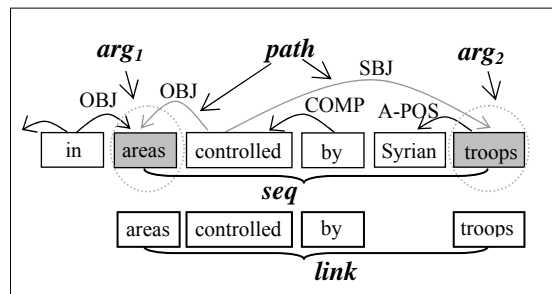 arg1 path arg2
SBJ
OBJ OBJ COMP A-POS
in areas controlled by Syrian troops
seq
areas controlled by troops
link